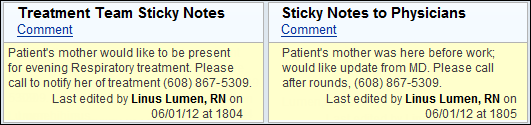 Treatment Team Sticky Notes
Comment
Patient's mother would like to be present
for evening Respiratory treatment. Please
call to notify her of treatment (608) 867-5309.
Last edited by Linus Lumen, RN on
06/01/12 at 1804
Sticky Notes to Physicians
Comment
Patient's mother was here before work;
would like update from MD. Please call
after rounds, (608) 867-5309.
Last edited by Linus Lumen, RN on
06/01/12 at 1805